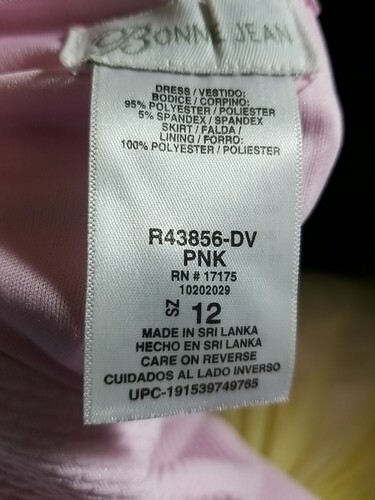 BONNE JEAN
DRESS / VESTIDO:
BODICE / CORPINO:
95% POLYESTER / POLIESTER
5% SPANDEX / SPANDEX
SKIRT / FALDA /
LINING / FORRO:
100% POLYESTER / POLIESTER
R43856-DV
PNK
RN # 17175
10202029
SZ 12
MADE IN SRI LANKA
HECHO EN SRI LANKA
CARE ON REVERSE
CUIDADOS AL LADO INVERSO
UPC-191539749765